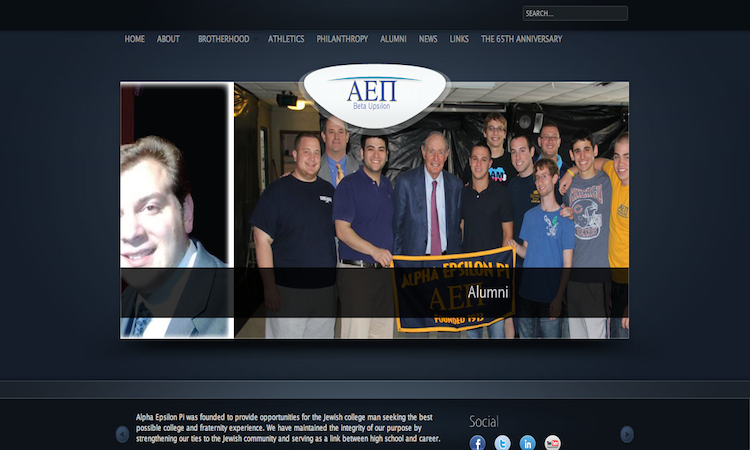 SEARCH...
HOME ABOUT BROTHERHOOD ATHLETICS PHILANTHROPY ALUMNI NEWS LINKS THE 65TH ANNIVERSARY
ΑΕΠ
Beta Upsilon
ALPHA EPSILON PI
ΑΕΠ
FOUNDED 1913
Alumni
Alpha Epsilon Pi was founded to provide opportunities for the Jewish college man seeking the best
possible college and fraternity experience. We have maintained the integrity of our purpose by
strengthening our ties to the Jewish community and serving as a link between high school and career.
Social
f
t
in
You